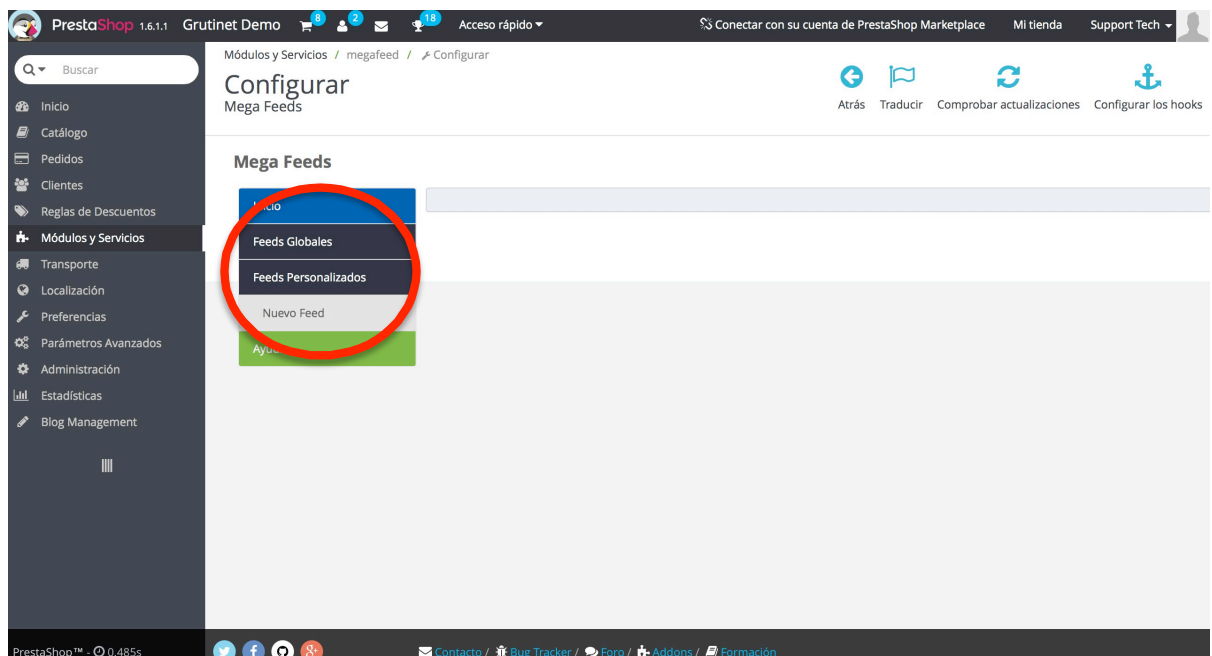 PrestaShop 1.6.1.1 Grutinet Demo 8 2 18 Acceso rápido Conectar con su cuenta de PrestaShop Marketplace Mi tienda Support Tech
Buscar
Inicio
Catálogo
Pedidos
Clientes
Reglas de Descuentos
Módulos y Servicios
Transporte
Localización
Preferencias
Parámetros Avanzados
Administración
Estadísticas
Blog Management
Módulos y Servicios / megafeed / Configurar
Configurar
Mega Feeds
Atrás Traducir Comprobar actualizaciones Configurar los hooks
Mega Feeds
Inicio
Feeds Globales
Feeds Personalizados
Nuevo Feed
PrestaShop™ - 0.485s
Contacto / Bug Tracker / Foro / Addons / Formación